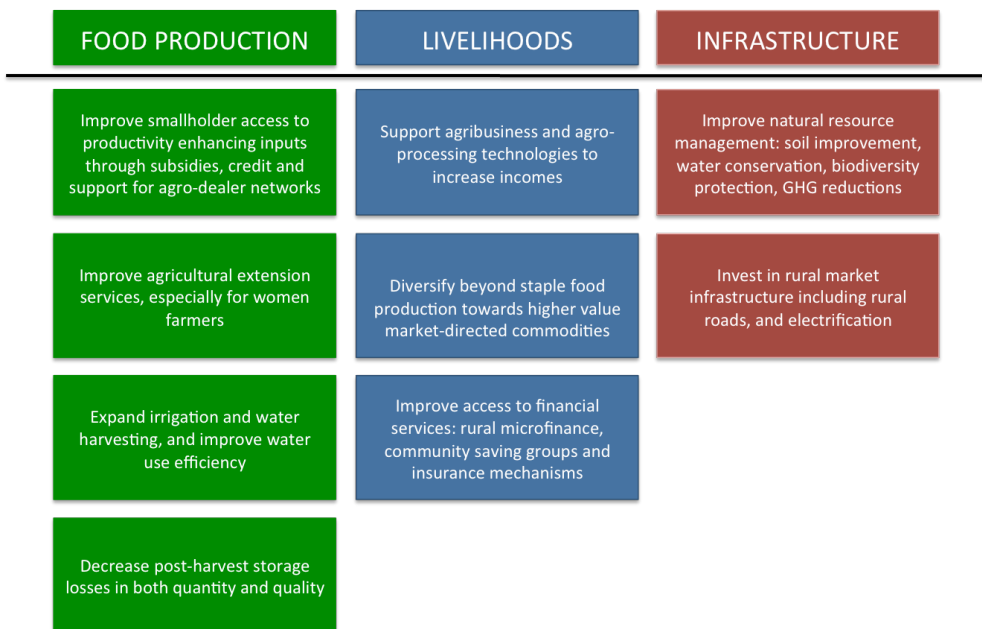 FOOD PRODUCTION
LIVELIHOODS
INFRASTRUCTURE
Improve smallholder access to
productivity enhancing inputs
through subsidies, credit and
support for agro-dealer networks
Support agribusiness and agro-
processing technologies to
increase incomes
Improve natural resource
management: soil improvement,
water conservation, biodiversity
protection, GHG reductions
Improve agricultural extension
services, especially for women
farmers
Diversify beyond staple food
production towards higher value
market-directed commodities
Invest in rural market
infrastructure including rural
roads, and electrification
Expand irrigation and water
harvesting, and improve water
use efficiency
Improve access to financial
services: rural microfinance,
community saving groups and
insurance mechanisms
Decrease post-harvest storage
losses in both quantity and quality